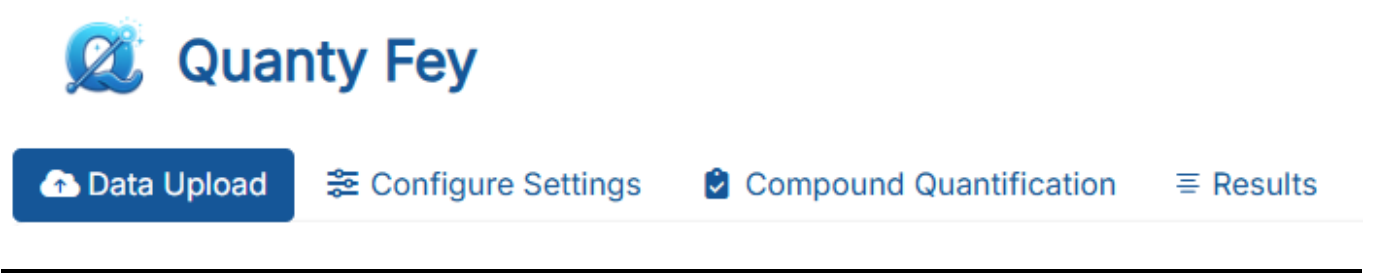 Quanty Fey
Data Upload Configure Settings Compound Quantification Results